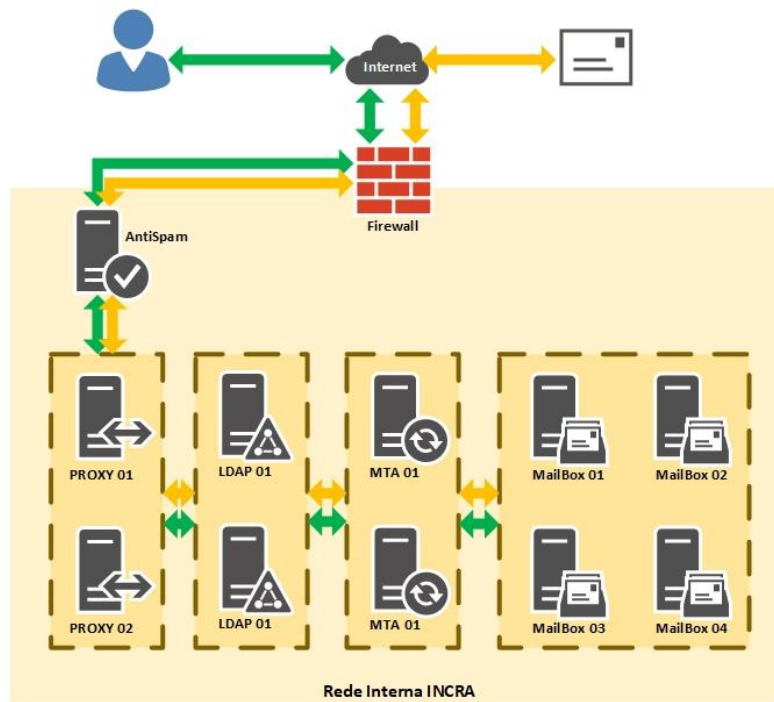 Internet
Firewall
AntiSpam
PROXY 01
LDAP 01
MTA 01
MailBox 01
MailBox 02
PROXY 02
LDAP 01
MTA 01
MailBox 03
MailBox 04
Rede Interna INCRA